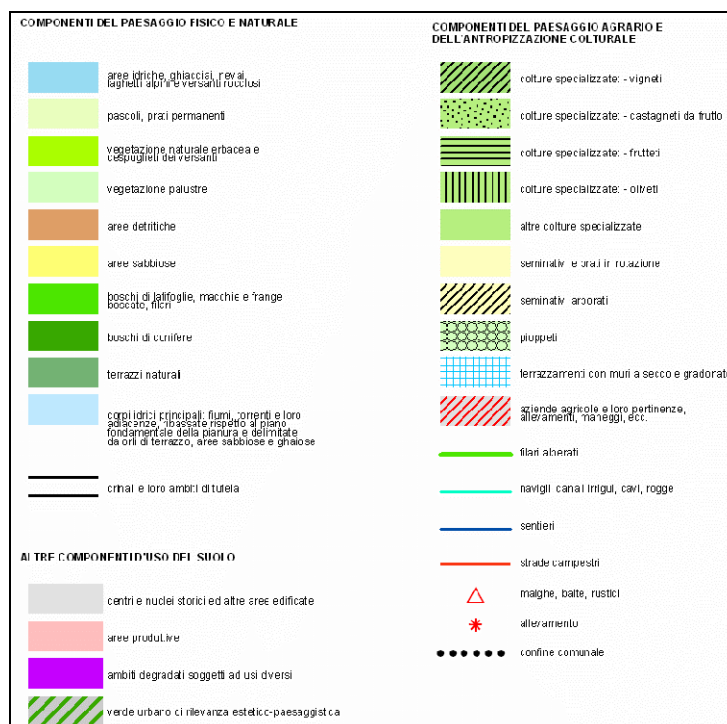 COMPONENTI DEL PAESAGGIO FISICO E NATURALE
aree idriche, ghiacciai, nevai,
laghetti alpini e versanti rocciosi
pascoli, prati permanenti
vegetazione naturale erbacea e
cespuglieti dei versanti
vegetazione palustre
aree detritiche
aree sabbiose
boschi di latifoglie, macchie e frange
boscate, filari
boschi di conifere
terrazzi naturali
corpi idrici principali: fiumi, torrenti e loro
adiacenze, ribassate rispetto al piano
fondamentale della pianura e delimitate
da orli di terrazzo, aree sabbiose e ghiaiose
crinali e loro ambiti di tutela
ALTRE COMPONENTI D'USO DEL SUOLO
centri e nuclei storici ed altre aree edificate
aree produttive
ambiti degradati soggetti ad usi diversi
verde urbano di rilevanza estetico-paesaggistica
COMPONENTI DEL PAESAGGIO AGRARIO E
DELL'ANTROPIZZAZIONE COLTURALE
colture specializzate: - vigneti
colture specializzate: - castagneti da frutto
colture specializzate: - frutteti
colture specializzate: - oliveti
altre colture specializzate
seminativi e prati in rotazione
seminativi arborati
pioppeti
terrazzamenti con muri a secco e gradonate
aziende agricole e loro pertinenze,
allevamenti, maneggi, ecc.
filari alberati
navigli, canali irrigui, cavi, rogge
sentieri
strade campestri
malghe, baite, rustici
allevamento
confine comunale